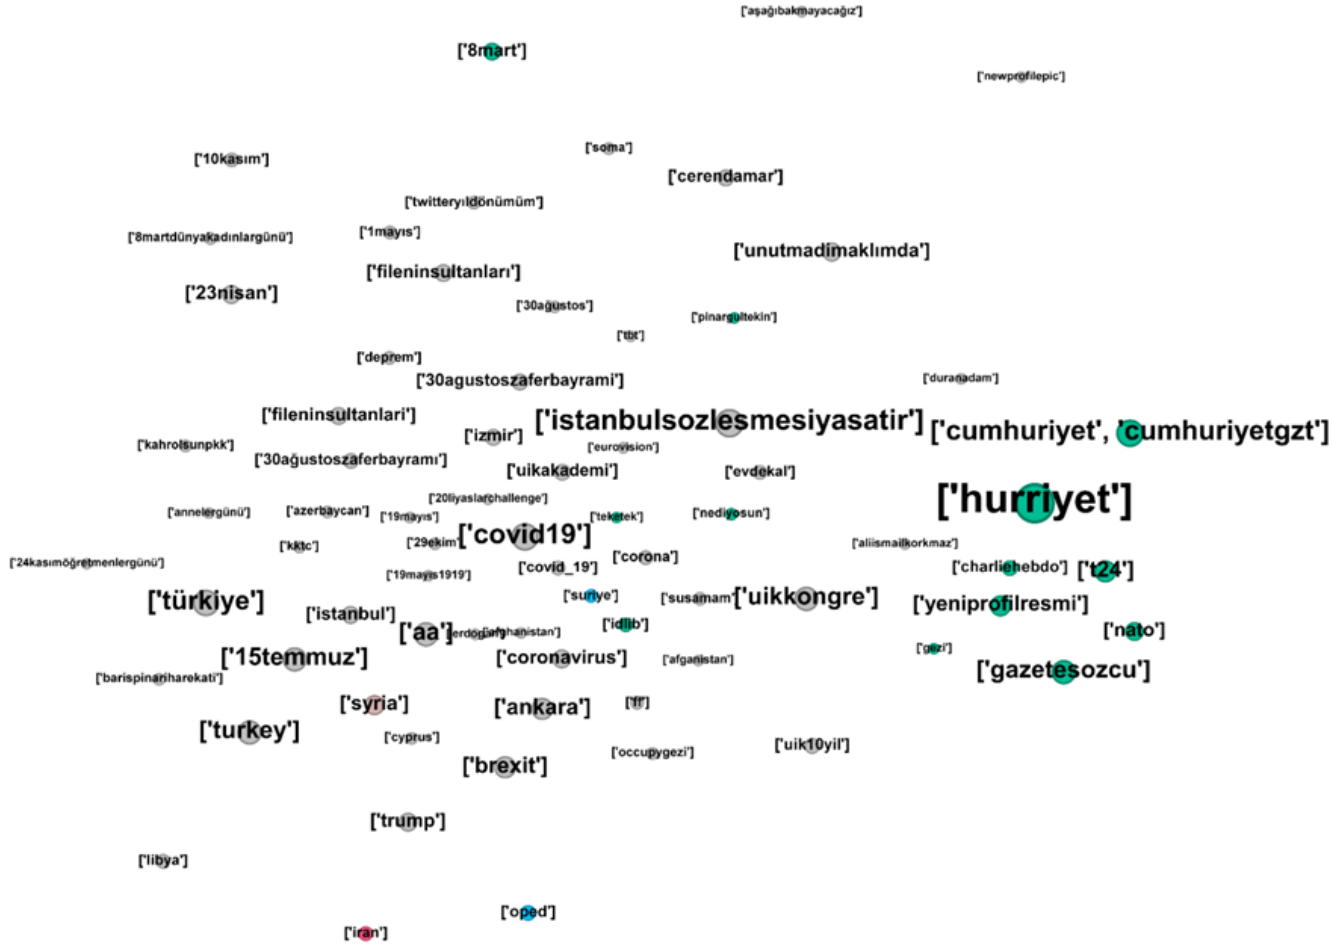 ['aşağıbakmayacağız']
['8mart']
['newprofilepic']
['soma']
['10kasım']
['cerendamar']
['twitteryıldönümüm']
['1mayıs']
['8martdünyakadınlargünü']
['unutmadimaklımda']
['fileninsultanları']
['23nisan']
['30ağustos']
['pinargultekin']
['tbt']
['deprem']
['30agustoszaferbayrami']
['duranadam']
['fileninsultanlari']
['istanbulsozlesmesiyasatir']
['cumhuriyet', 'cumhuriyetgzt']
['izmir']
['kahrolsunpkk']
['eurovision']
['30ağustoszaferbayramı']
['uikakademi']
['evdekal']
['20liyaslarchallenge']
['hurriyet']
['annelergünü']
['azerbaycan']
['19mayıs']
['teketek']
['nediyosun']
['covid19']
['kktc']
['29ekim']
['aliismailkorkmaz']
['corona']
['24kasımöğretmenlergünü']
['covid_19']
['charliehebdo']
['t24']
['19mayıs1919']
['suriye']
['susamam']
['uikkongre']
['türkiye']
['yeniprofilresmi']
['istanbul']
['idlib']
['aa']
['afghanistan']
['nato']
['gezi']
['15temmuz']
['coronavirus']
['afganistan']
['gazetesozcu']
['barispinariharekati']
['syria']
['ff']
['ankara']
['turkey']
['cyprus']
['uik10yil']
['occupygezi']
['brexit']
['trump']
['libya']
['oped']
['iran']